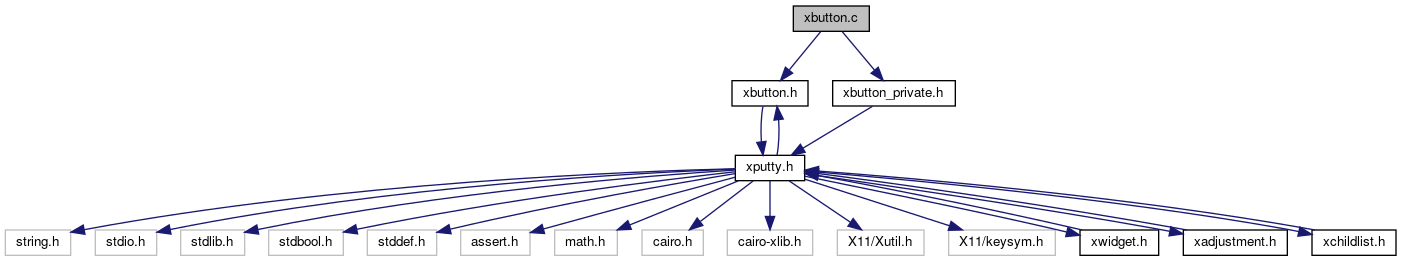 xbutton.c
xbutton.h
xbutton_private.h
xputty.h
string.h
stdio.h
stdlib.h
stdbool.h
stddef.h
assert.h
math.h
cairo.h
cairo-xlib.h
X11/Xutil.h
X11/keysym.h
xwidget.h
xadjustment.h
xchildlist.h